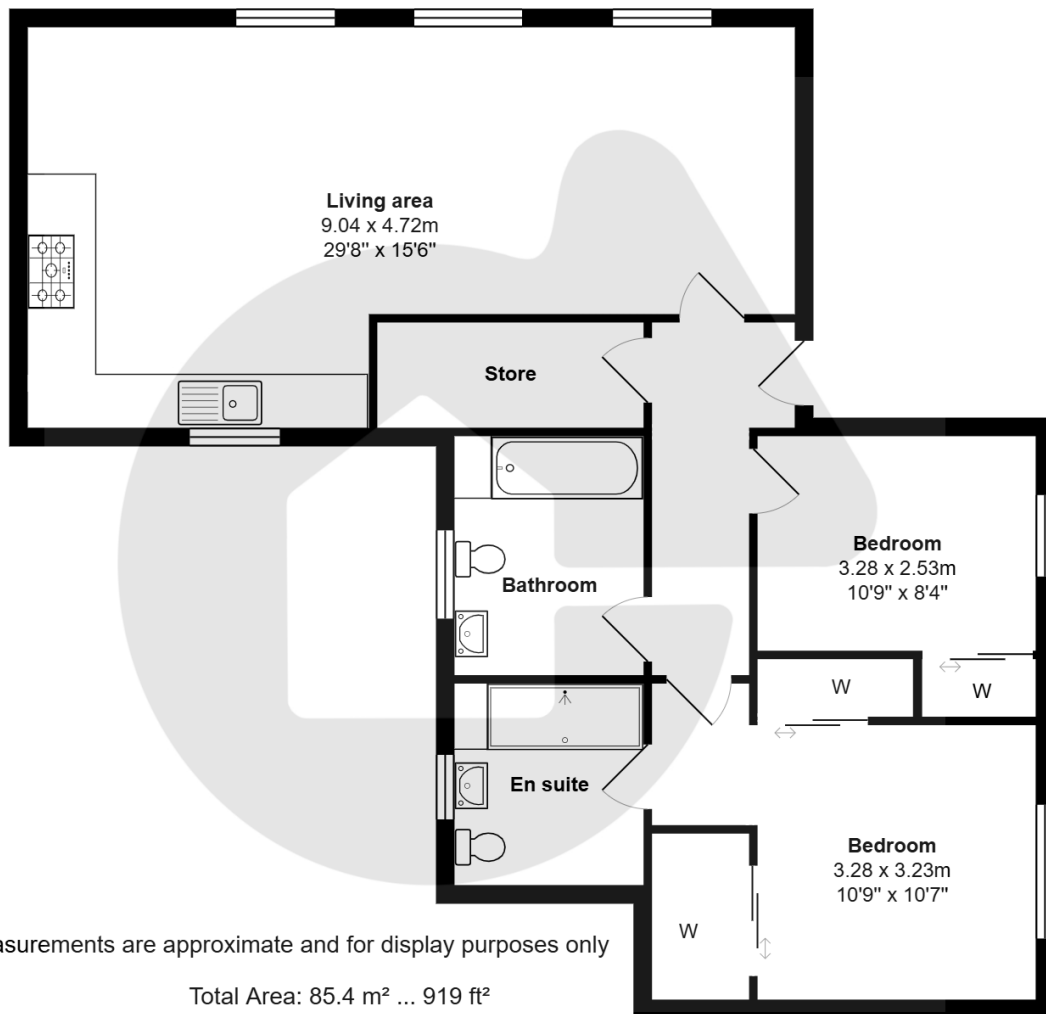 Living area
9.04 x 4.72m
29'8" x 15'6"
Store
Bedroom
3.28 x 2.53m
10'9" x 8'4"
Bathroom
W
W
En suite
Bedroom
3.28 x 3.23m
10'9" x 10'7"
W
asurements are approximate and for display purposes only
Total Area: 85.4 m² ... 919 ft²